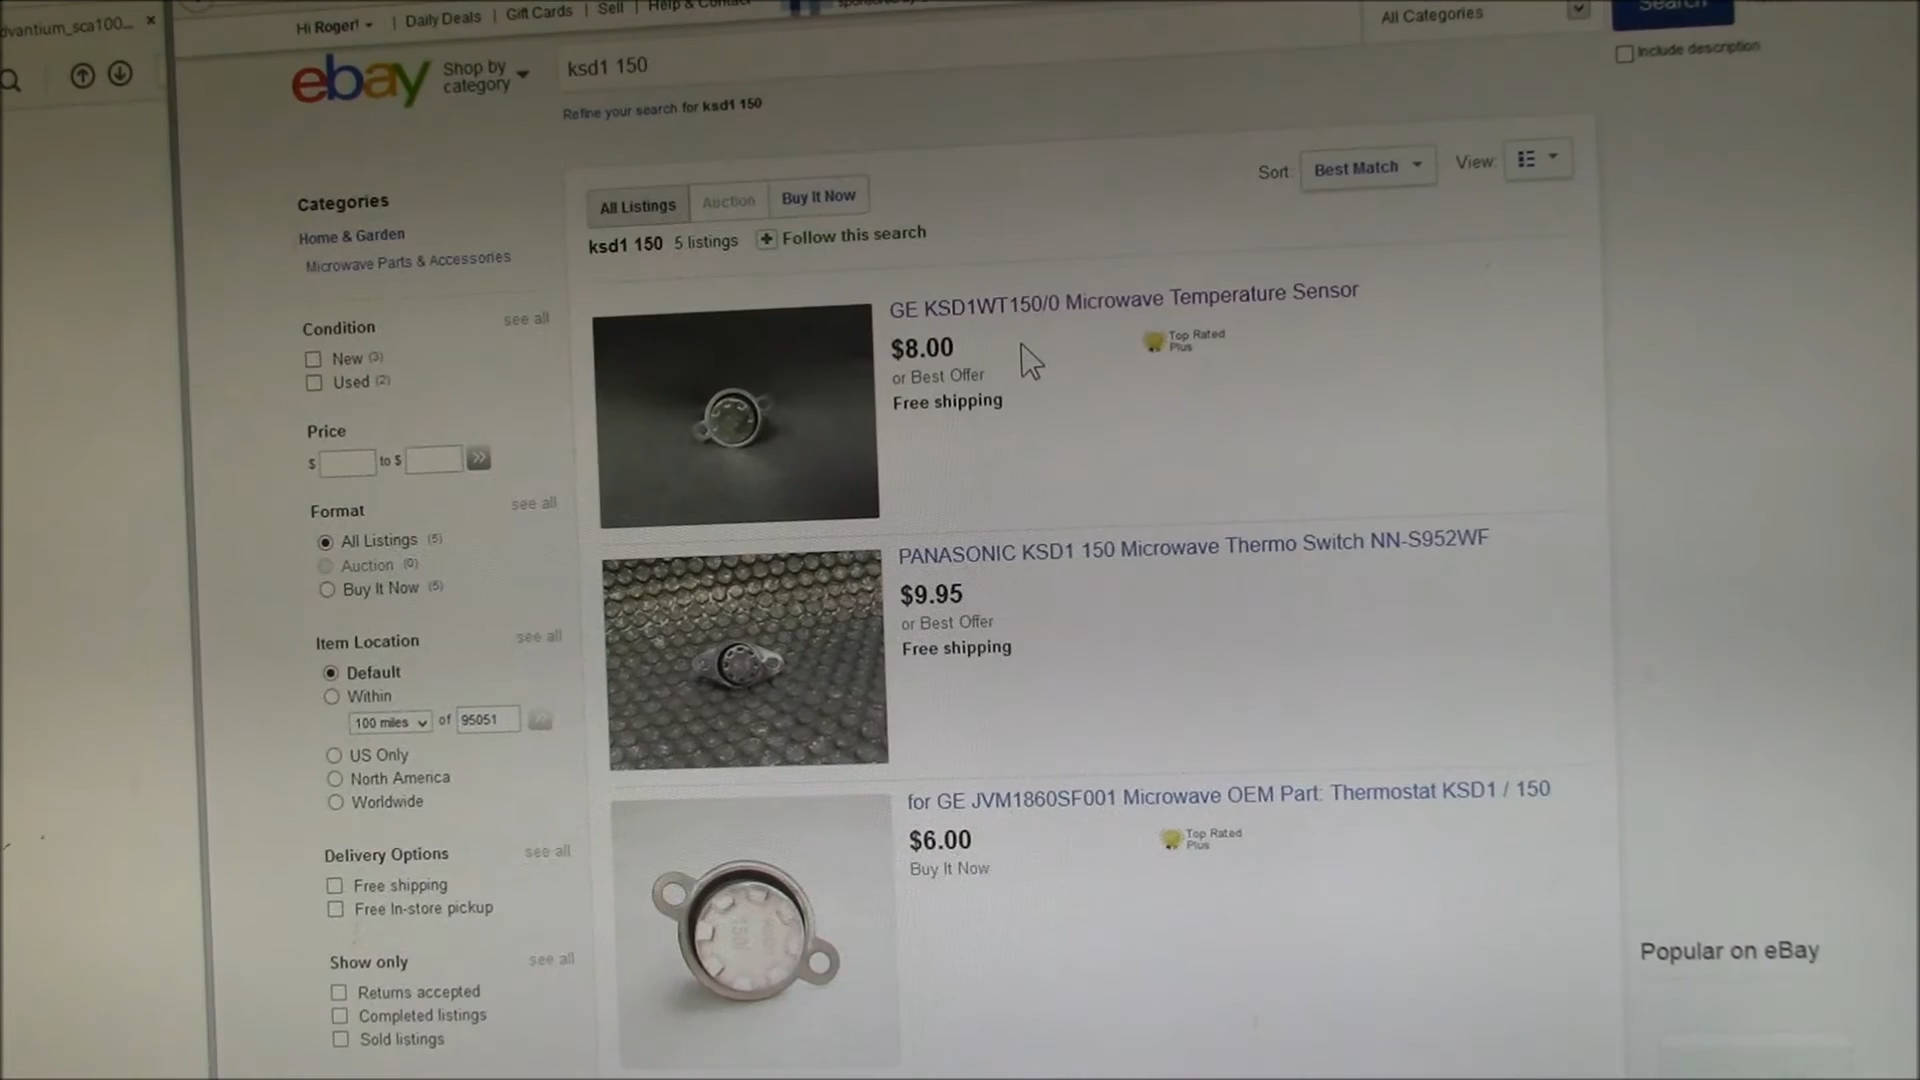 dvantium_sca100...
Hi Roger!
Daily Deals
Gift Cards
Sell
Help & Contact
All Categories
Search
Include description
ebay
Shop by category
ksd1 150
Refine your search for ksd1 150
Sort: Best Match
View:
All Listings
Auction
Buy It Now
ksd1 150 5 listings
Follow this search
Categories
Home & Garden
Microwave Parts & Accessories
Condition
see all
New (3)
Used (2)
Price
$ to $
Format
see all
All Listings (5)
Auction (0)
Buy It Now (5)
Item Location
see all
Default
Within
100 miles of 95051
US Only
North America
Worldwide
Delivery Options
see all
Free shipping
Free In-store pickup
Show only
see all
Returns accepted
Completed listings
Sold listings
GE KSD1WT150/0 Microwave Temperature Sensor
$8.00
or Best Offer
Free shipping
Top Rated Plus
PANASONIC KSD1 150 Microwave Thermo Switch NN-S952WF
$9.95
or Best Offer
Free shipping
for GE JVM1860SF001 Microwave OEM Part: Thermostat KSD1 / 150
$6.00
Buy It Now
Top Rated Plus
Popular on eBay